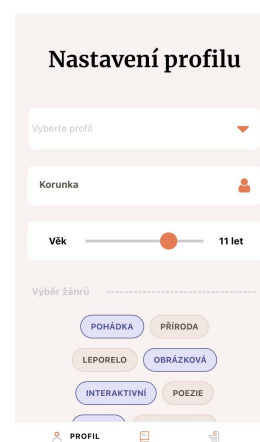 Nastavení profilu
Vyberte profil
Korunka
Věk 11 let
Výběr žánrů
POHÁDKA PŘÍRODA
LEPORELO OBRÁZKOVÁ
INTERAKTIVNÍ POEZIE
PROFIL